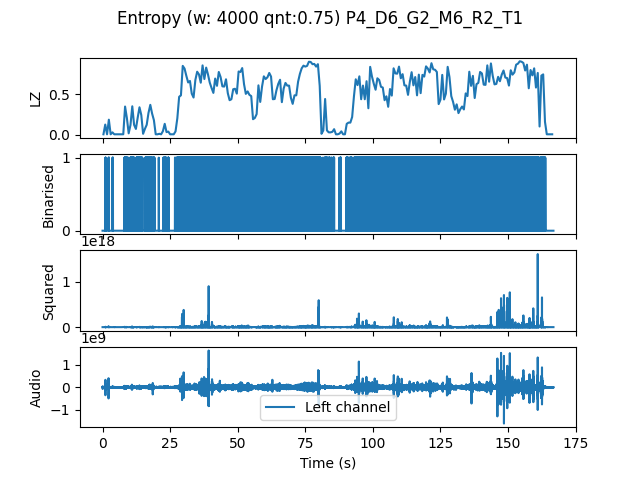 Entropy (w: 4000 qnt:0.75) P4_D6_G2_M6_R2_T1
LZ
0.5
0.0
Binarised
1
0
1e18
Squared
1
0
1e9
Audio
1
0
−1
Left channel
0 25 50 75 100 125 150 175
Time (s)